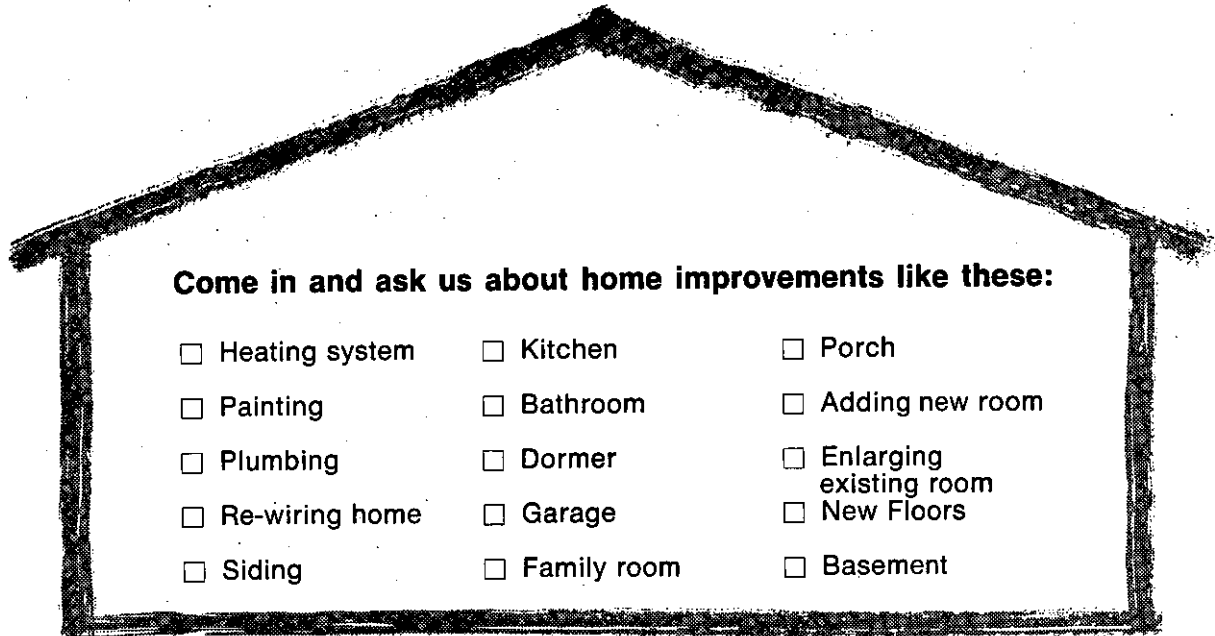 Come in and ask us about home improvements like these:
☐ Heating system
☐ Painting
☐ Plumbing
☐ Re-wiring home
☐ Siding
☐ Kitchen
☐ Bathroom
☐ Dormer
☐ Garage
☐ Family room
☐ Porch
☐ Adding new room
☐ Enlarging
existing room
☐ New Floors
☐ Basement